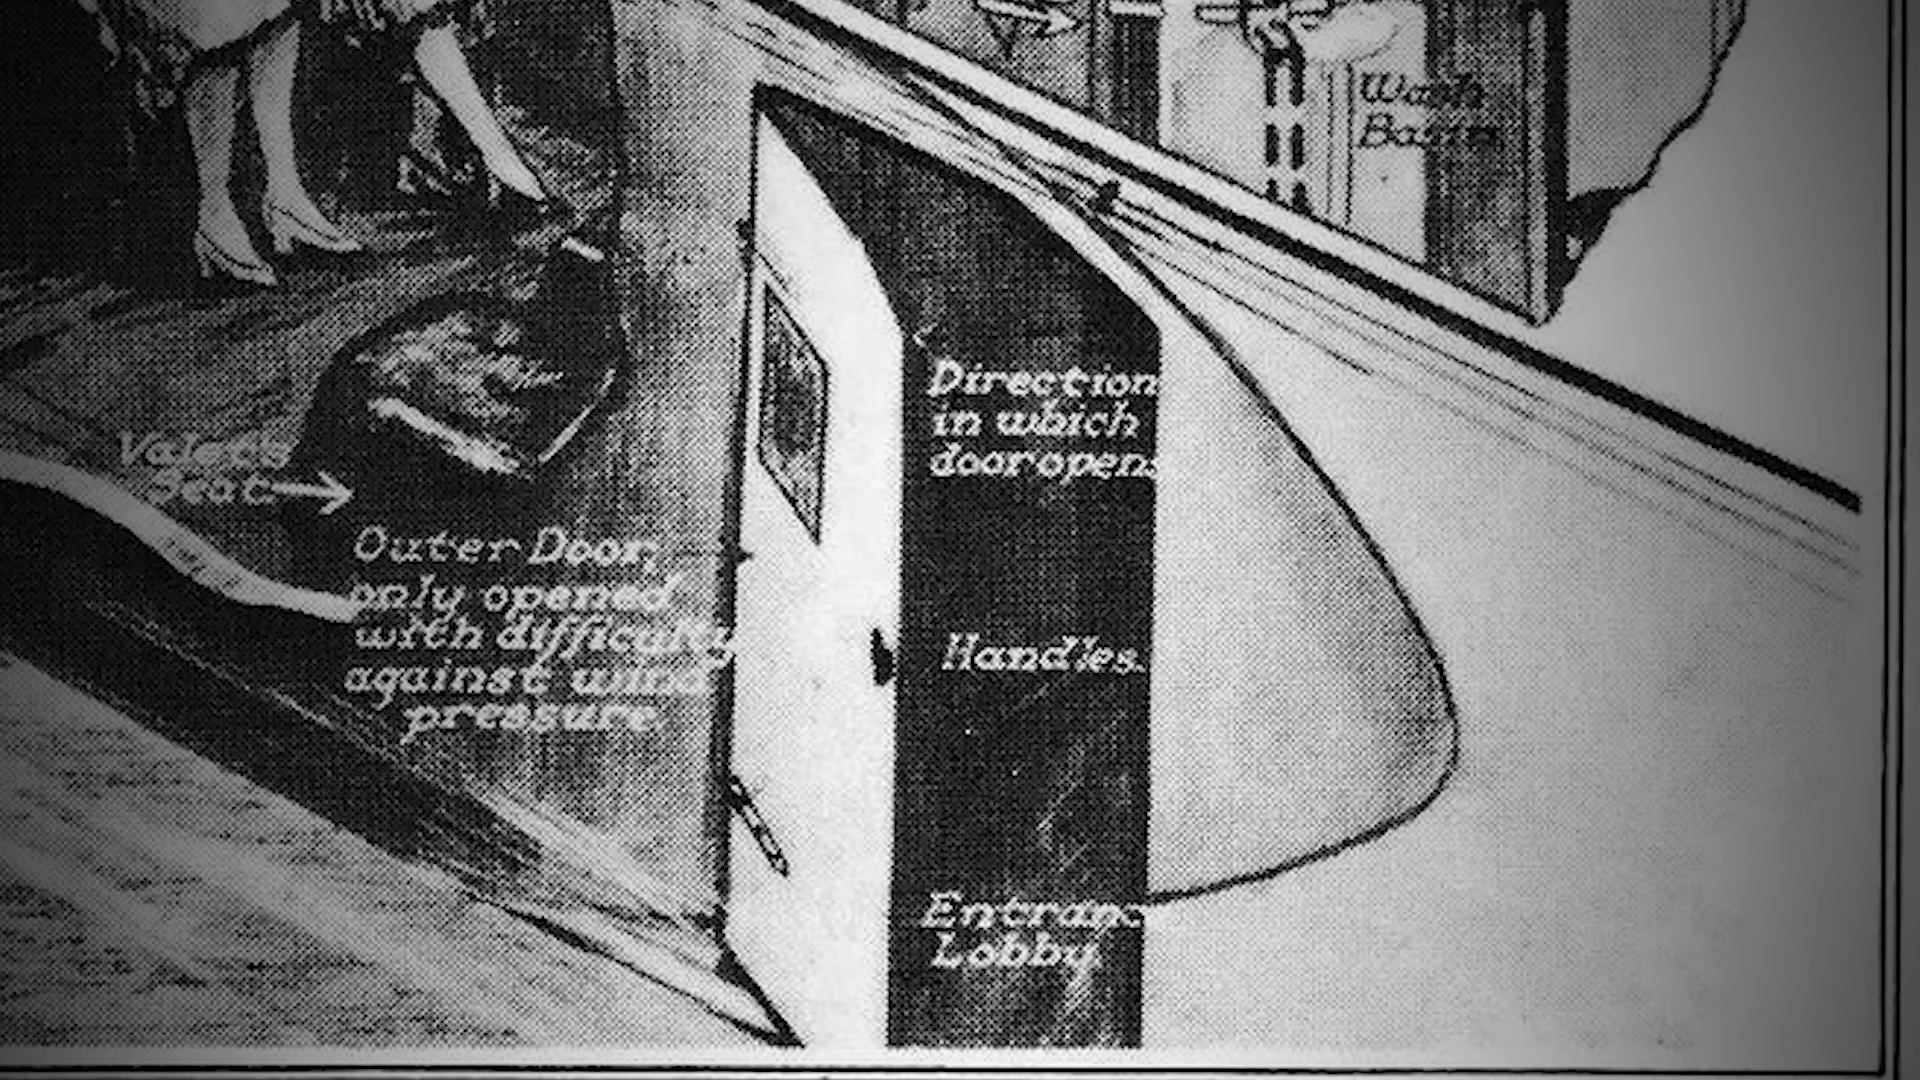 Wash
Basin
Direction
in which
door opens
Valet's
Seat
Outer Door,
only opened
with difficulty
against wind
pressure.
Handles.
Entrance
Lobby.